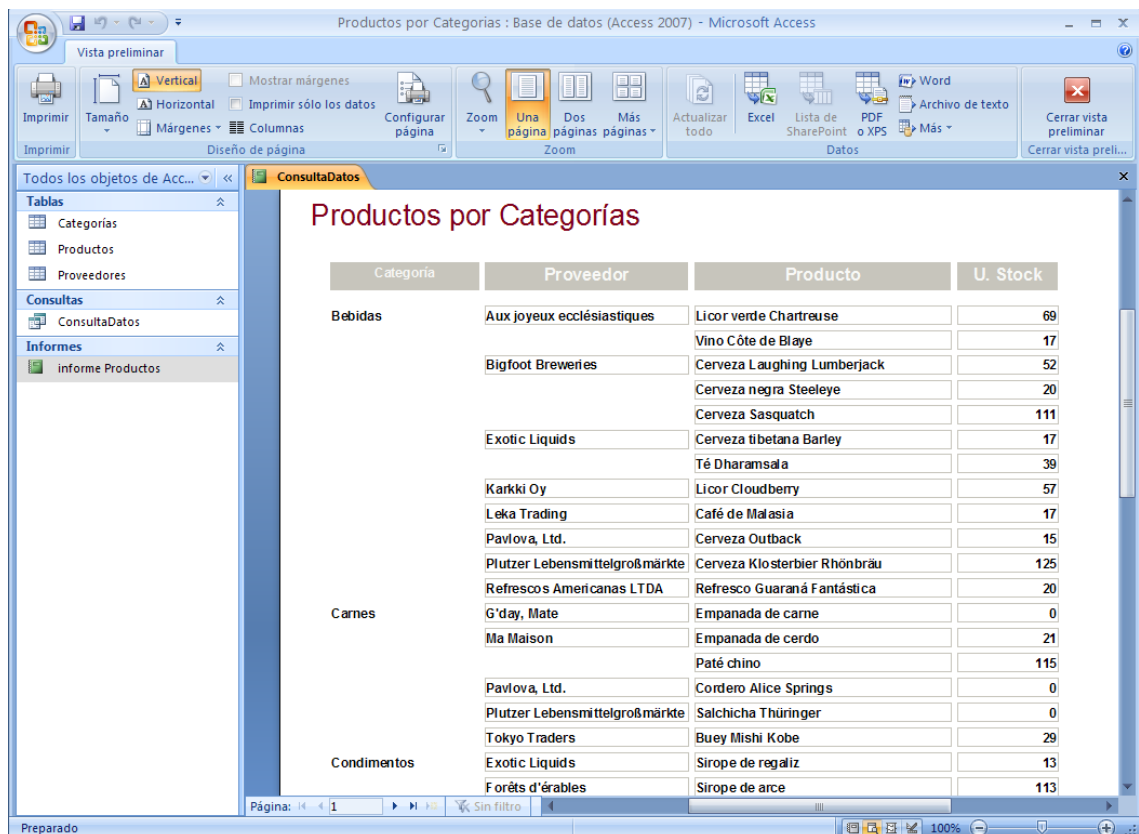 Productos por Categorias : Base de datos (Access 2007) - Microsoft Access
Vista preliminar
Imprimir
Tamaño
Vertical
Horizontal
Márgenes
Mostrar márgenes
Imprimir sólo los datos
Columnas
Configurar página
Zoom
Una página
Dos páginas
Más páginas
Actualizar todo
Excel
Lista de SharePoint
PDF o XPS
Word
Archivo de texto
Más
Cerrar vista preliminar
Imprimir
Diseño de página
Zoom
Datos
Cerrar vista preli...
Todos los objetos de Acc... «
Tablas
Categorías
Productos
Proveedores
Consultas
ConsultaDatos
Informes
informe Productos
ConsultaDatos
Productos por Categorías
Categoría Proveedor Producto U. Stock
Bebidas Aux joyeux ecclésiastiques Licor verde Chartreuse 69
Vino Côte de Blaye 17
Bigfoot Breweries Cerveza Laughing Lumberjack 52
Cerveza negra Steeleye 20
Cerveza Sasquatch 111
Exotic Liquids Cerveza tibetana Barley 17
Té Dharamsala 39
Karkki Oy Licor Cloudberry 57
Leka Trading Café de Malasia 17
Pavlova, Ltd. Cerveza Outback 15
Plutzer Lebensmittelgroßmärkte Cerveza Klosterbier Rhönbräu 125
Refrescos Americanas LTDA Refresco Guaraná Fantástica 20
Carnes G'day, Mate Empanada de carne 0
Ma Maison Empanada de cerdo 21
Paté chino 115
Pavlova, Ltd. Cordero Alice Springs 0
Plutzer Lebensmittelgroßmärkte Salchicha Thüringer 0
Tokyo Traders Buey Mishi Kobe 29
Condimentos Exotic Liquids Sirope de regaliz 13
Forêts d'érables Sirope de arce 113
Página: 1 Sin filtro
Preparado 100%